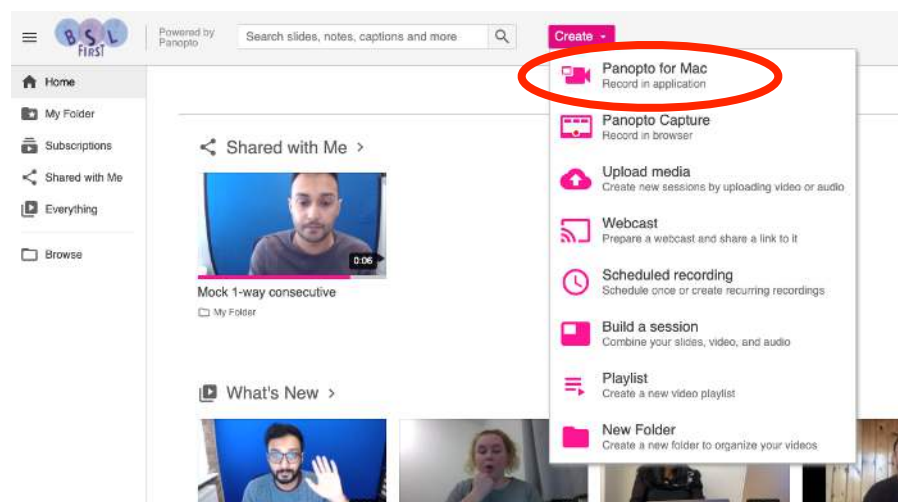 BSL
FIRST
Powered by
Panopto
Search slides, notes, captions and more
Create
Home
My Folder
Subscriptions
Shared with Me
Everything
Browse
Shared with Me >
0:06
Mock 1-way consecutive
My Folder
What's New >
Panopto for Mac
Record in application
Panopto Capture
Record in browser
Upload media
Create new sessions by uploading video or audio
Webcast
Prepare a webcast and share a link to it
Scheduled recording
Schedule once or create recurring recordings
Build a session
Combine your slides, video, and audio
Playlist
Create a new video playlist
New Folder
Create a new folder to organize your videos